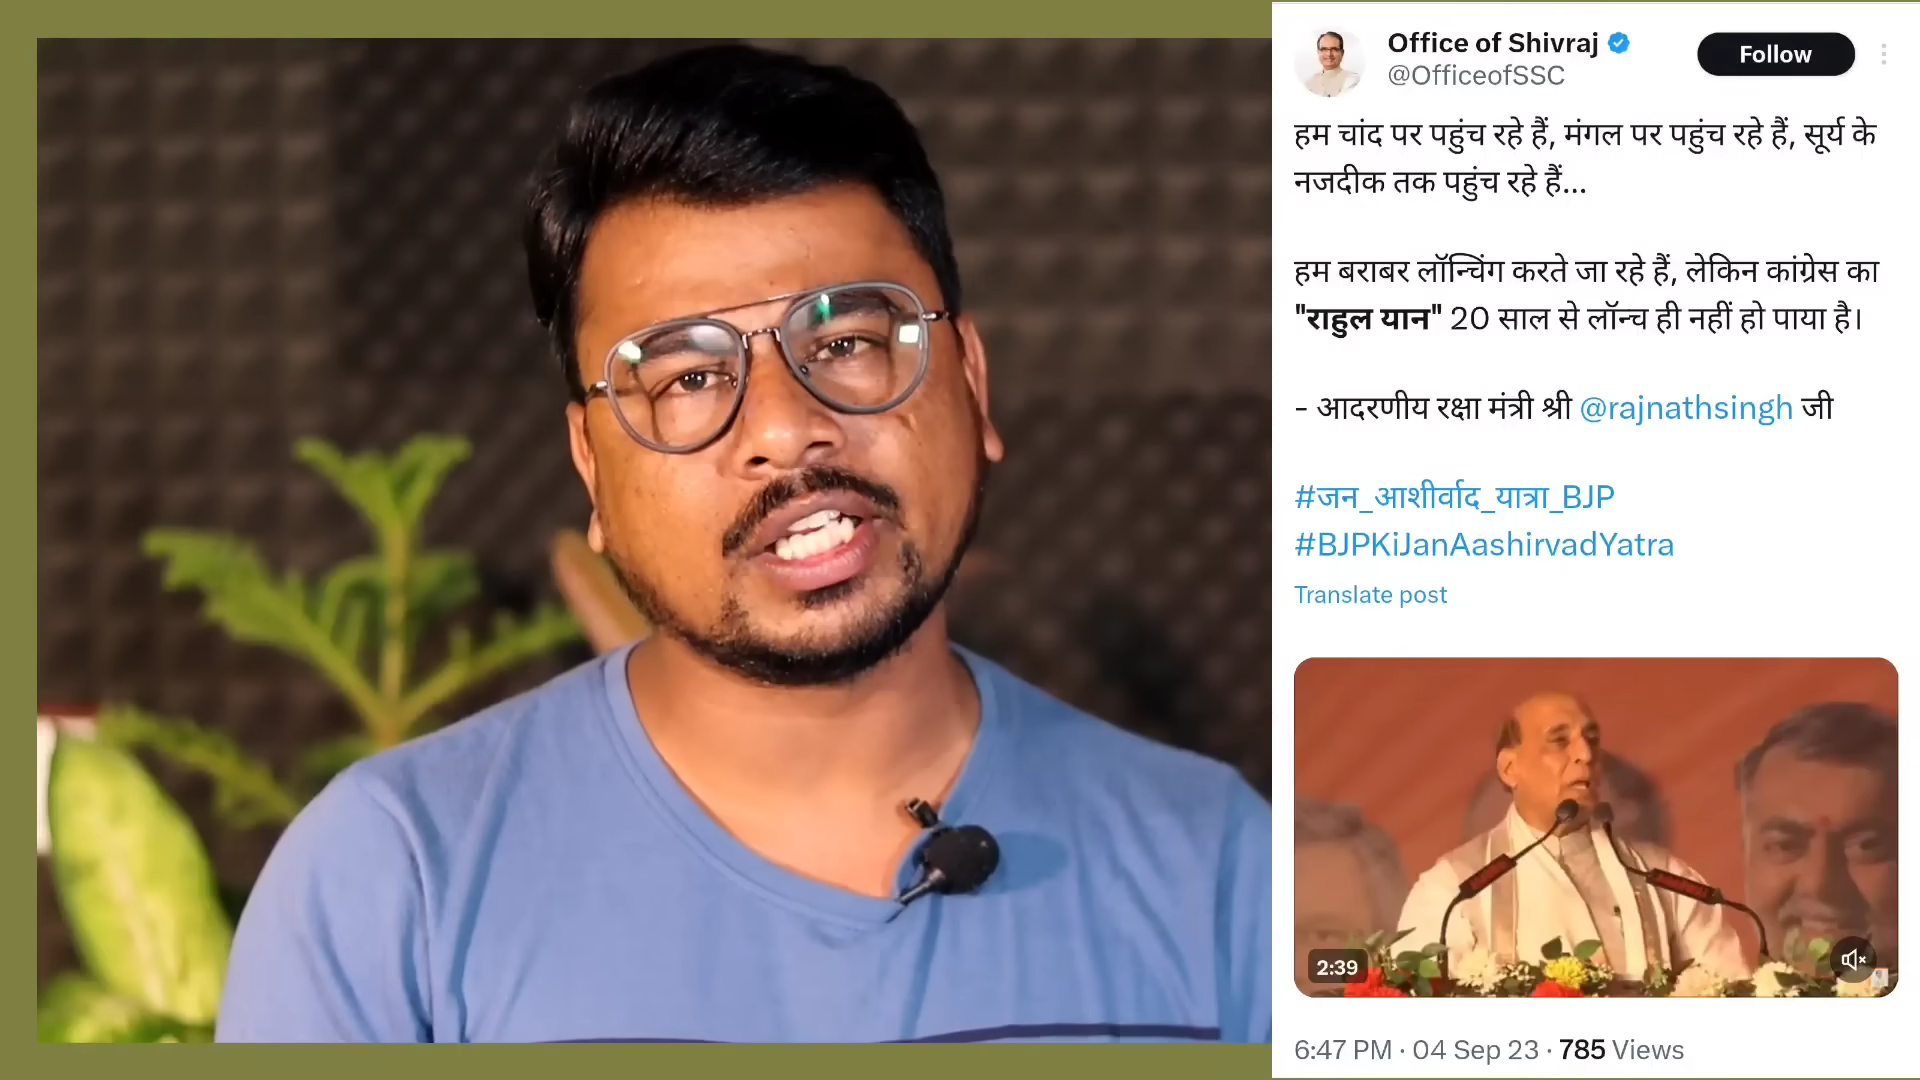 Office of Shivraj
@OfficeofSSC
Follow
हम चांद पर पहुंच रहे हैं, मंगल पर पहुंच रहे हैं, सूर्य के
नजदीक तक पहुंच रहे हैं...
हम बराबर लॉन्चिंग करते जा रहे हैं, लेकिन कांग्रेस का
"राहुल यान" 20 साल से लॉन्च ही नहीं हो पाया है।
- आदरणीय रक्षा मंत्री श्री @rajnathsingh जी
#जन_आशीर्वाद_यात्रा_BJP
#BJPKiJanAashirvadYatra
Translate post
2:39
6:47 PM · 04 Sep 23 · 785 Views